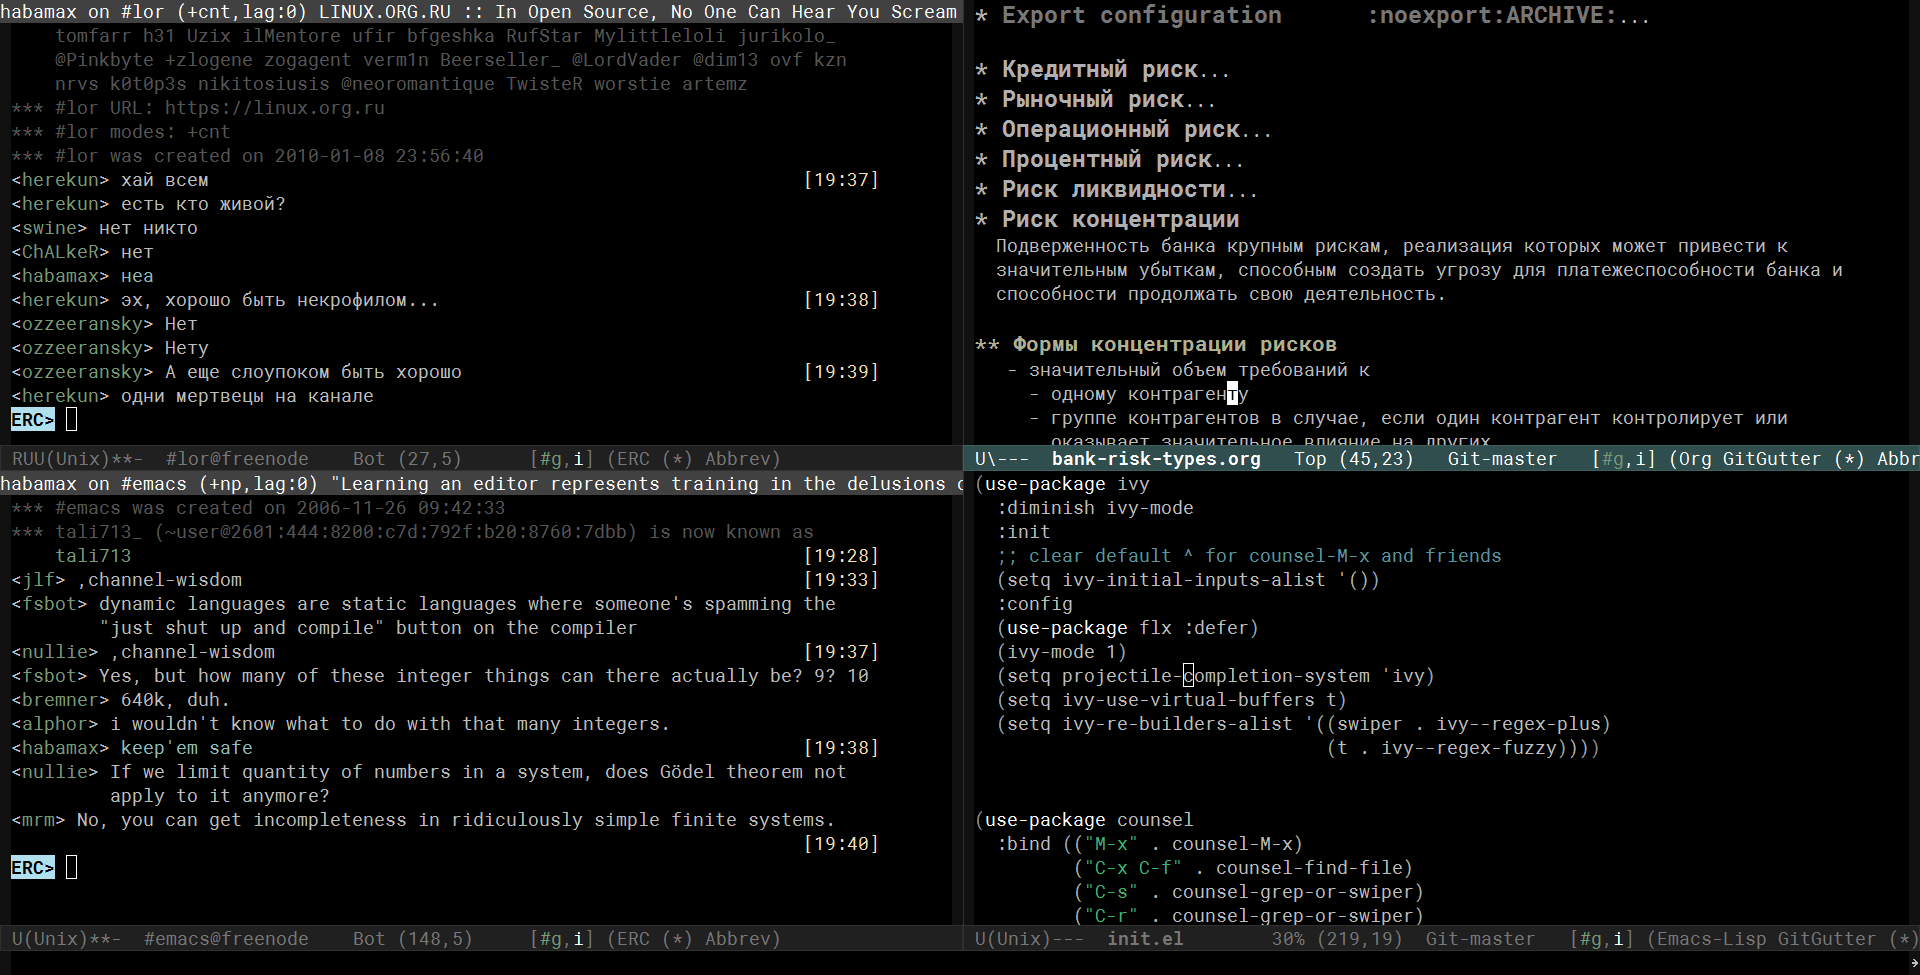 habamax on #lor (+cnt,lag:0) LINUX.ORG.RU :: In Open Source, No One Can Hear You Scream
tomfarr h31 Uzix ilMentore ufir bfgeshka RufStar Mylittleloli jurikolo_
@Pinkbyte +zlogene zogagent verm1n Beerseller_ @LordVader @dim13 ovf kzn
nrvs k0t0p3s nikitosiusis @neoromantique TwisteR worstie artemz
*** #lor URL: https://linux.org.ru
*** #lor modes: +cnt
*** #lor was created on 2010-01-08 23:56:40
<herekun> хай всем [19:37]
<herekun> есть кто живой?
<swine> нет никто
<ChALkeR> нет
<habamax> неа
<herekun> эх, хорошо быть некрофилом... [19:38]
<ozzeeransky> Нет
<ozzeeransky> Нету
<ozzeeransky> А еще слоупоком быть хорошо [19:39]
<herekun> одни мертвецы на канале
ERC>
RUU(Unix)**- #lor@freenode Bot (27,5) [#g,i] (ERC (*) Abbrev)
habamax on #emacs (+np,lag:0) "Learning an editor represents training in the delusions
*** #emacs was created on 2006-11-26 09:42:33
*** tali713_ (~user@2601:444:8200:c7d:792f:b20:8760:7dbb) is now known as
tali713 [19:28]
<jlf> ,channel-wisdom [19:33]
<fsbot> dynamic languages are static languages where someone's spamming the
"just shut up and compile" button on the compiler
<nullie> ,channel-wisdom [19:37]
<fsbot> Yes, but how many of these integer things can there actually be? 9? 10
<bremner> 640k, duh.
<alphor> i wouldn't know what to do with that many integers.
<habamax> keep'em safe [19:38]
<nullie> If we limit quantity of numbers in a system, does Gödel theorem not
apply to it anymore?
<mrm> No, you can get incompleteness in ridiculously simple finite systems.
[19:40]
ERC>
U(Unix)**- #emacs@freenode Bot (148,5) [#g,i] (ERC (*) Abbrev)
* Export configuration :noexport:ARCHIVE:...
* Кредитный риск...
* Рыночный риск...
* Операционный риск...
* Процентный риск...
* Риск ликвидности...
* Риск концентрации
Подверженность банка крупным рискам, реализация которых может привести к
значительным убыткам, способным создать угрозу для платежеспособности банка и
способности продолжать свою деятельность.
** Формы концентрации рисков
- значительный объем требований к
- одному контрагенту
- группе контрагентов в случае, если один контрагент контролирует или
оказывает значительное влияние на других
U\--- bank-risk-types.org Top (45,23) Git-master [#g,i] (Org GitGutter (*) Abbr
(use-package ivy
:diminish ivy-mode
:init
;; clear default ^ for counsel-M-x and friends
(setq ivy-initial-inputs-alist '())
:config
(use-package flx :defer)
(ivy-mode 1)
(setq projectile-completion-system 'ivy)
(setq ivy-use-virtual-buffers t)
(setq ivy-re-builders-alist '((swiper . ivy--regex-plus)
(t . ivy--regex-fuzzy))))
(use-package counsel
:bind (("M-x" . counsel-M-x)
("C-x C-f" . counsel-find-file)
("C-s" . counsel-grep-or-swiper)
("C-r" . counsel-grep-or-swiper)
U(Unix)--- init.el 30% (219,19) Git-master [#g,i] (Emacs-Lisp GitGutter (*)